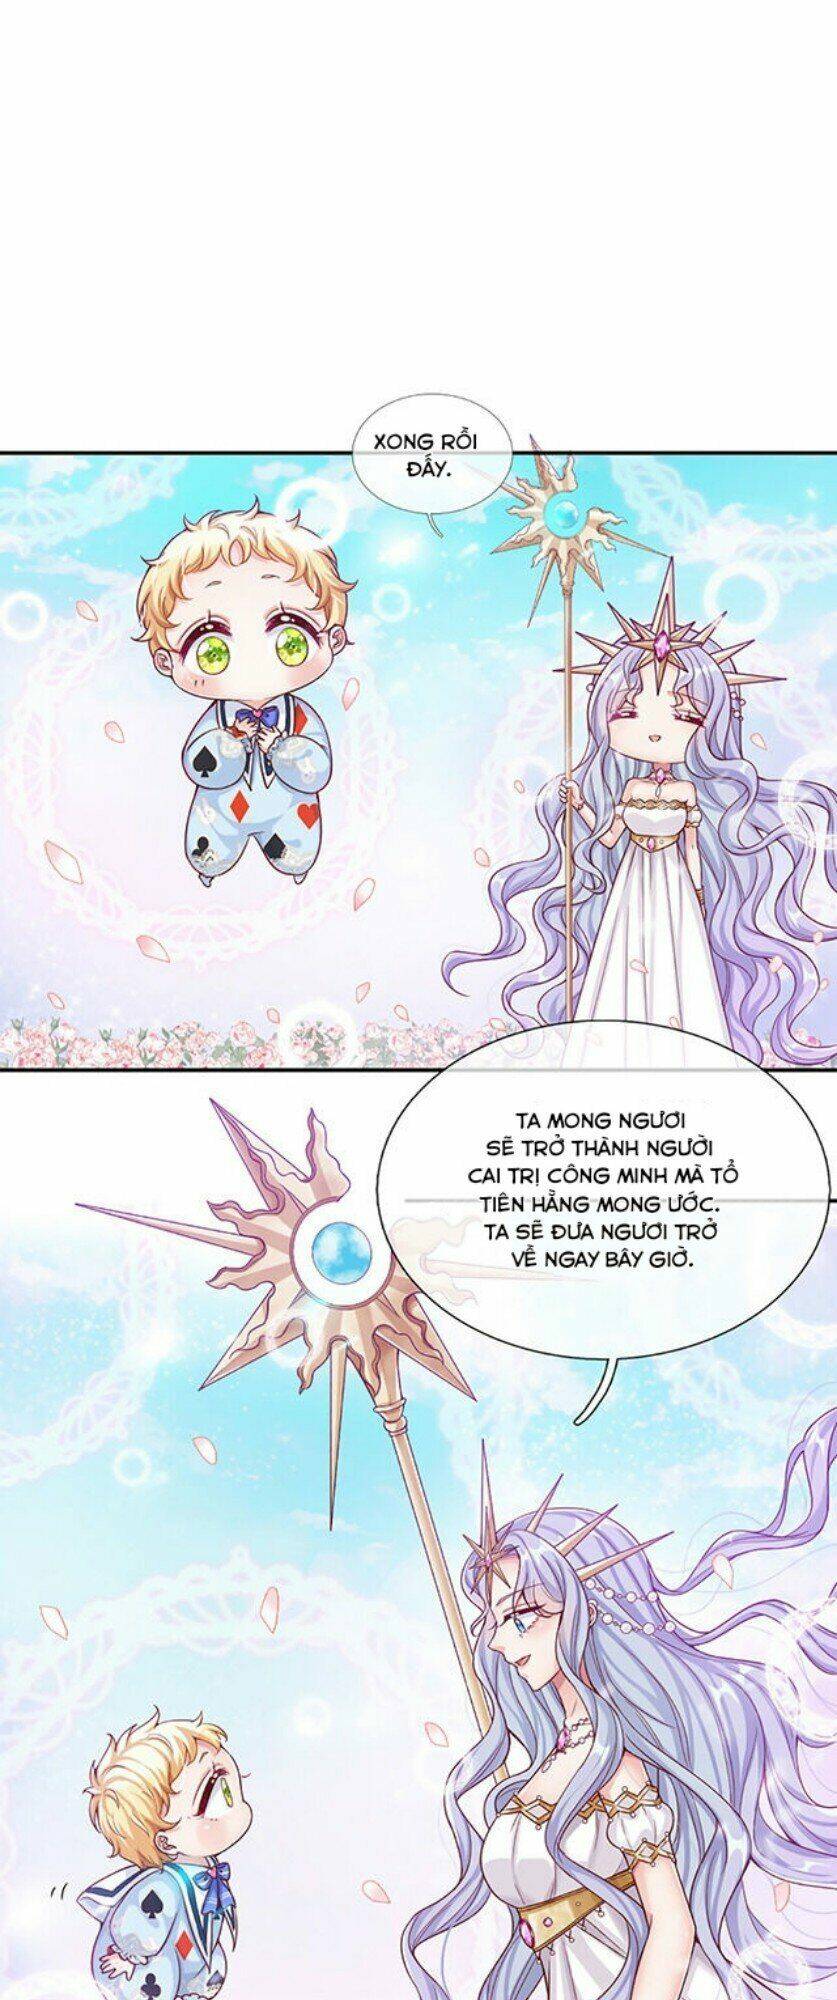 XONG RỒI
ĐẤY.
TA MONG NGƯƠI
SẼ TRỞ THÀNH NGƯỜI
CAI TRỊ CÔNG MINH MÀ TỔ
TIÊN HẰNG MONG ƯỚC.
TA SẼ ĐƯA NGƯƠI TRỞ
VỀ NGAY BÂY GIỜ.